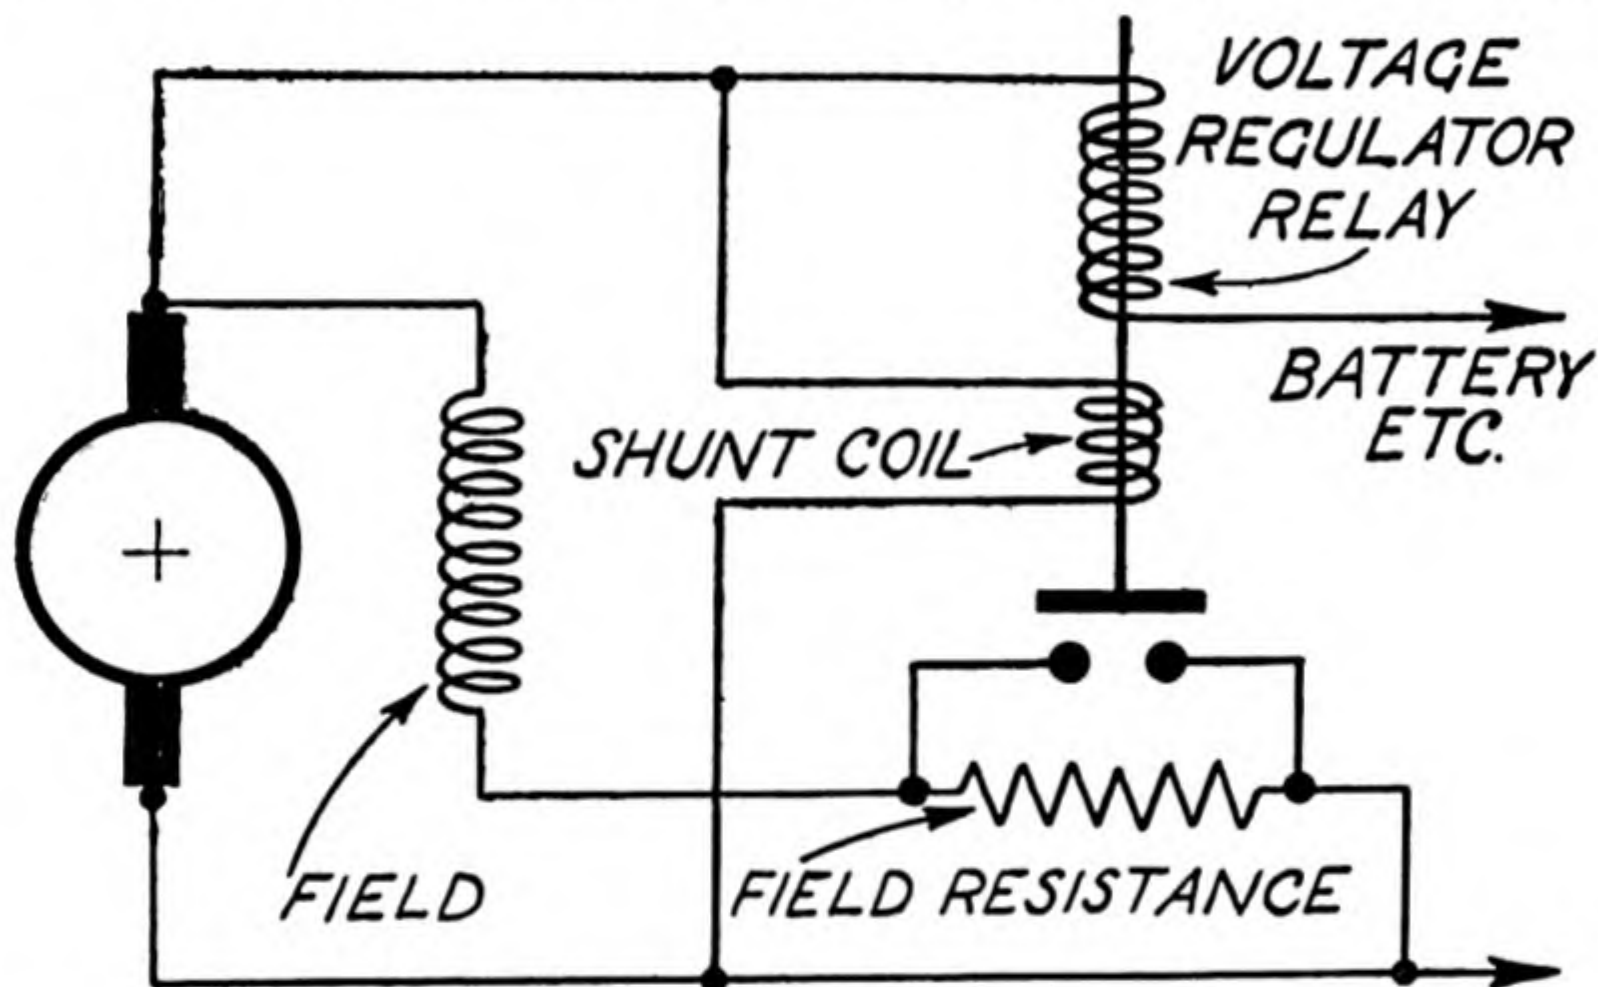 VOLTAGE
REGULATOR
RELAY
BATTERY
ETC.
SHUNT COIL
FIELD
FIELD RESISTANCE